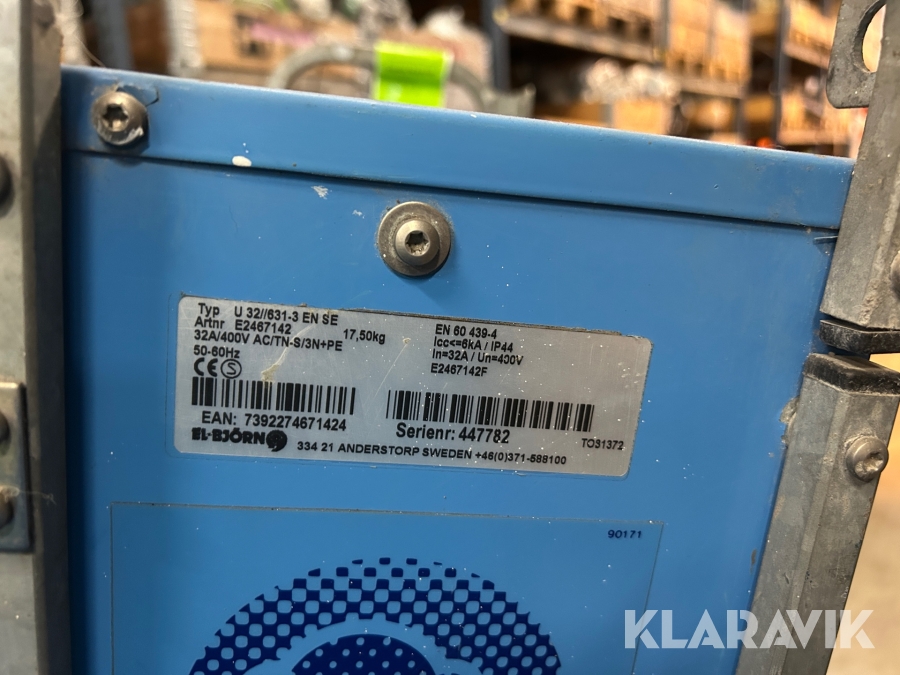 Typ U 32//631-3 EN SE
Artnr E2467142 17,50kg
32A/400V AC/TN-S/3N+PE
50-60Hz
CE S
EN 60 439-4
Icc<=6kA / IP44
In=32A / Un=400V
E2467142F
EAN: 7392274671424
Serienr: 447782
TO31372
EL-BJÖRN
334 21 ANDERSTORP SWEDEN +46(0)371-588100
90171
KLARAVIK